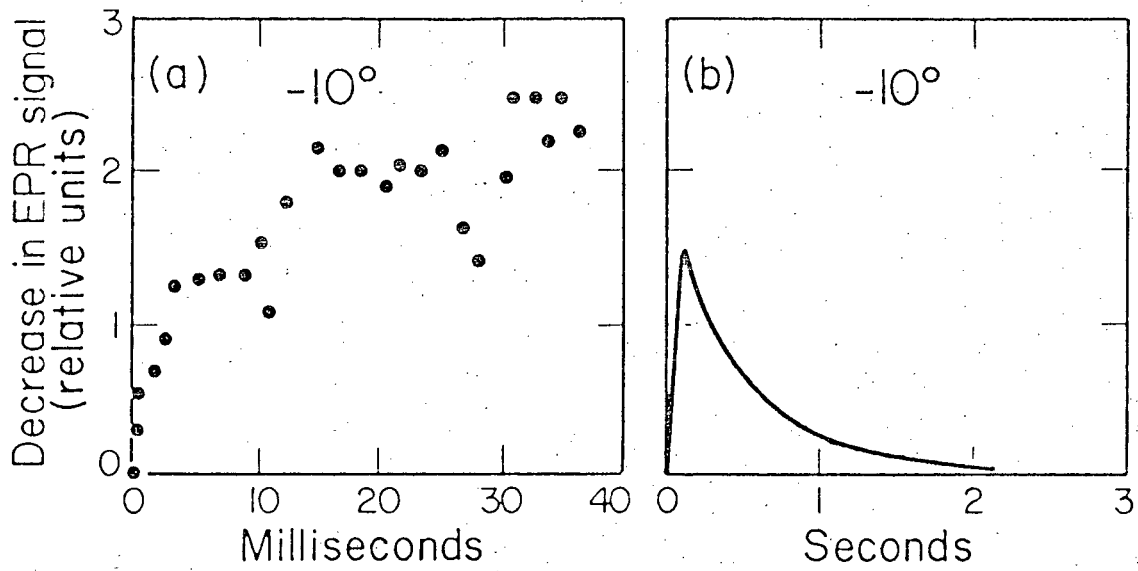 Decrease in EPR signal
(relative units)
3
2
1
0
(a)
-10°
0 10 20 30 40
Milliseconds
(b)
-10°
0 1 2 3
Seconds